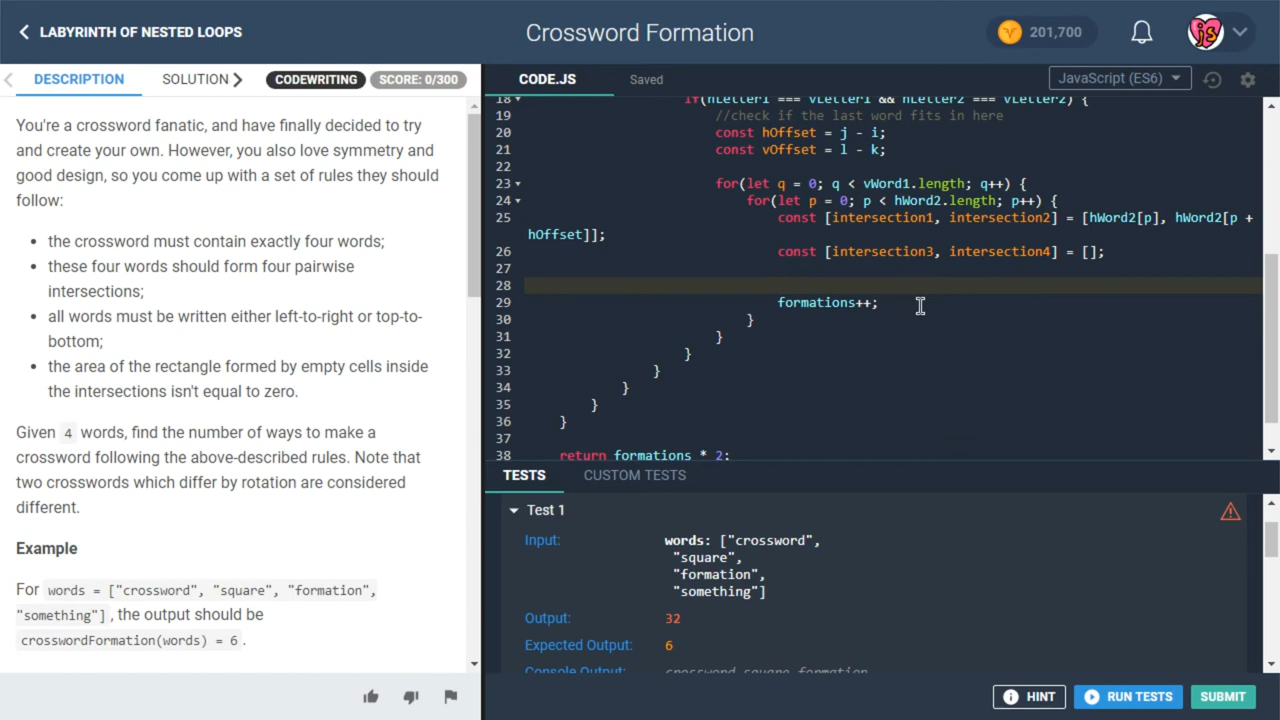 LABYRINTH OF NESTED LOOPS
Crossword Formation
201,700
DESCRIPTION
SOLUTION
CODEWRITING
SCORE: 0/300
CODE.JS
Saved
JavaScript (ES6)
You're a crossword fanatic, and have finally decided to try
and create your own. However, you also love symmetry and
good design, so you come up with a set of rules they should
follow:
the crossword must contain exactly four words;
these four words should form four pairwise
intersections;
all words must be written either left-to-right or top-to-
bottom;
the area of the rectangle formed by empty cells inside
the intersections isn't equal to zero.
Given 4 words, find the number of ways to make a
crossword following the above-described rules. Note that
two crosswords which differ by rotation are considered
different.
Example
For words = ["crossword", "square", "formation",
"something"], the output should be
crosswordFormation(words) = 6.
18 if(hLetter1 === vLetter1 && hLetter2 === vLetter2) {
19 //check if the last word fits in here
20 const hOffset = j - i;
21 const vOffset = l - k;
22
23 for(let q = 0; q < vWord1.length; q++) {
24 for(let p = 0; p < hWord2.length; p++) {
25 const [intersection1, intersection2] = [hWord2[p], hWord2[p +
hOffset]];
26 const [intersection3, intersection4] = [];
27
28
29 formations++;
30 }
31 }
32 }
33 }
34 }
35 }
36 }
37
38 return formations * 2;
TESTS
CUSTOM TESTS
Test 1
Input:
words: ["crossword",
"square",
"formation",
"something"]
Output:
32
Expected Output:
6
Console Output:
crossword square formation
HINT
RUN TESTS
SUBMIT